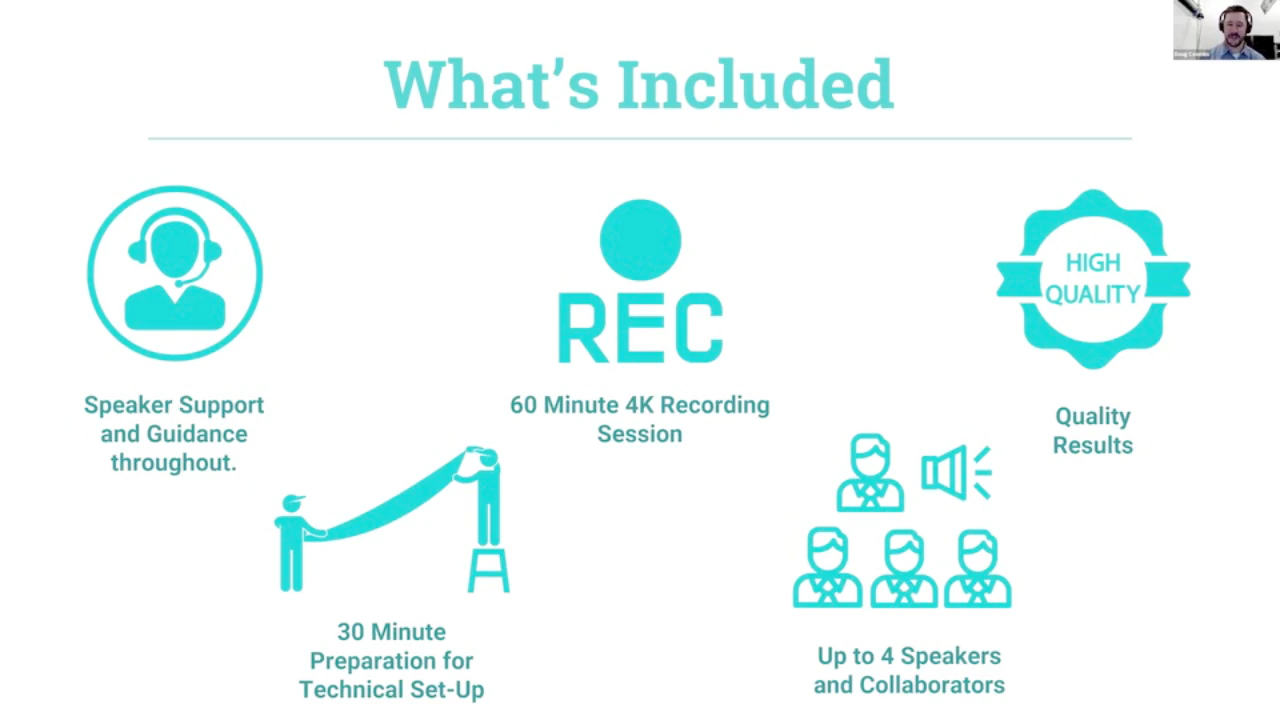 What's Included
Speaker Support
and Guidance
throughout.
REC
60 Minute 4K Recording
Session
HIGH
QUALITY
Quality
Results
30 Minute
Preparation for
Technical Set-Up
Up to 4 Speakers
and Collaborators